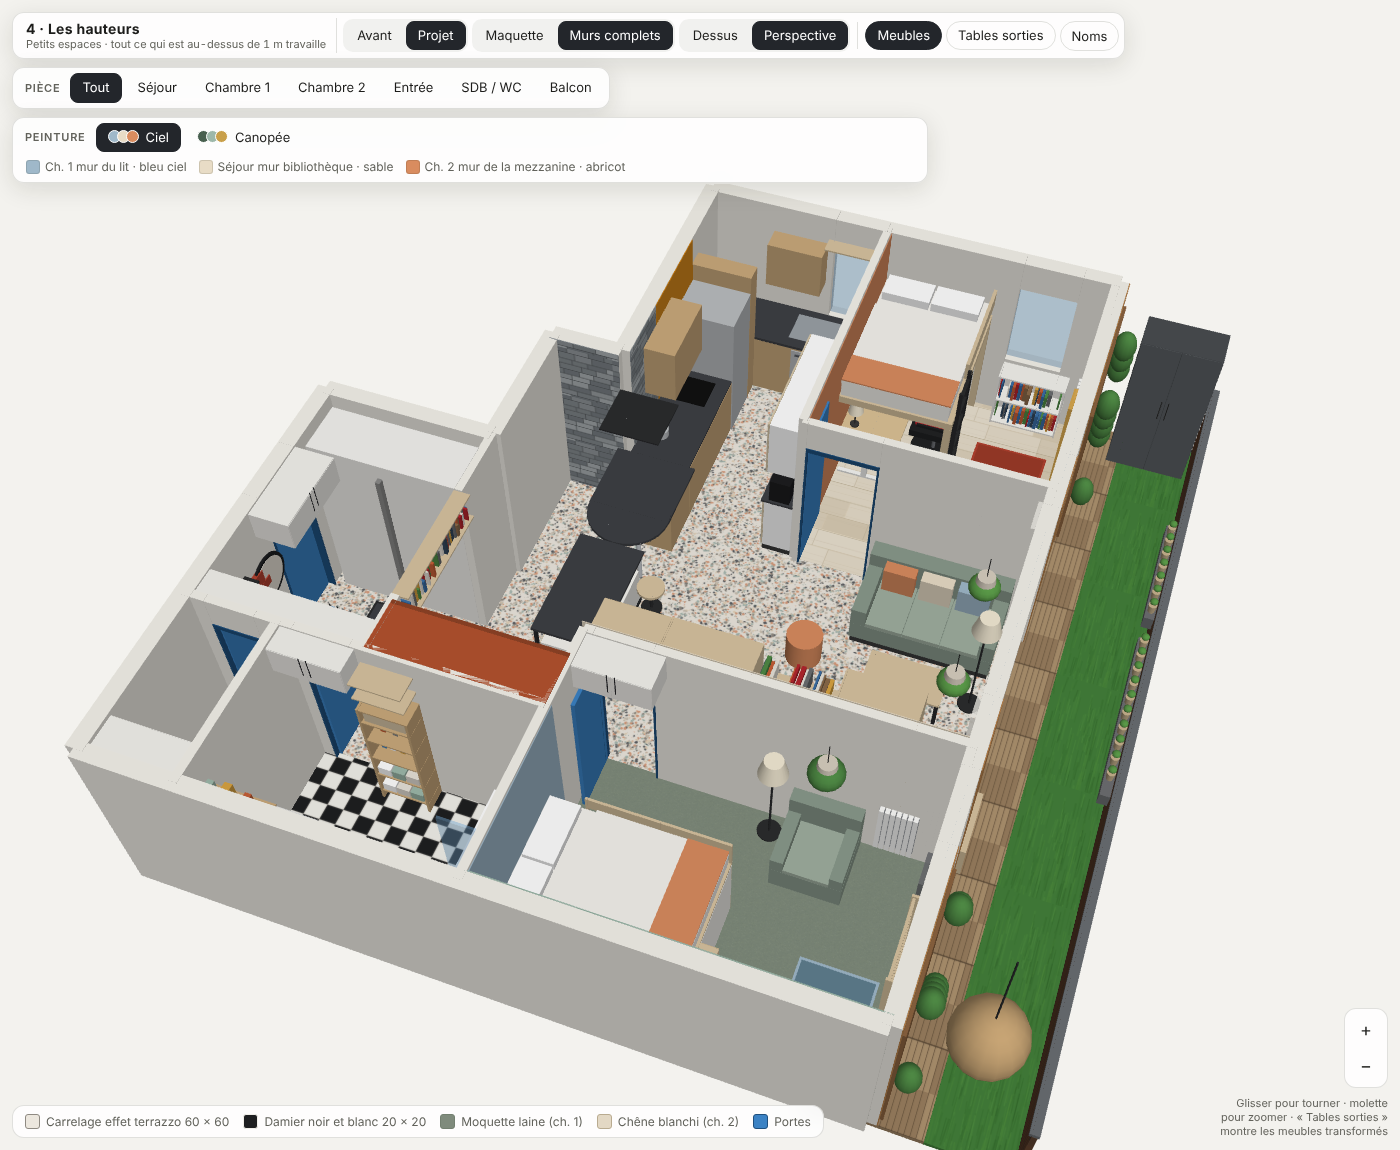 4 · Les hauteurs
Petits espaces · tout ce qui est au-dessus de 1 m travaille
Avant Projet Maquette Murs complets Dessus Perspective Meubles Tables sorties Noms
PIÈCE Tout Séjour Chambre 1 Chambre 2 Entrée SDB / WC Balcon
PEINTURE Ciel Canopée
Ch. 1 mur du lit · bleu ciel Séjour mur bibliothèque · sable Ch. 2 mur de la mezzanine · abricot
+
−
Glisser pour tourner · molette
pour zoomer · « Tables sorties »
montre les meubles transformés
Carrelage effet terrazzo 60 × 60 Damier noir et blanc 20 × 20 Moquette laine (ch. 1) Chêne blanchi (ch. 2) Portes